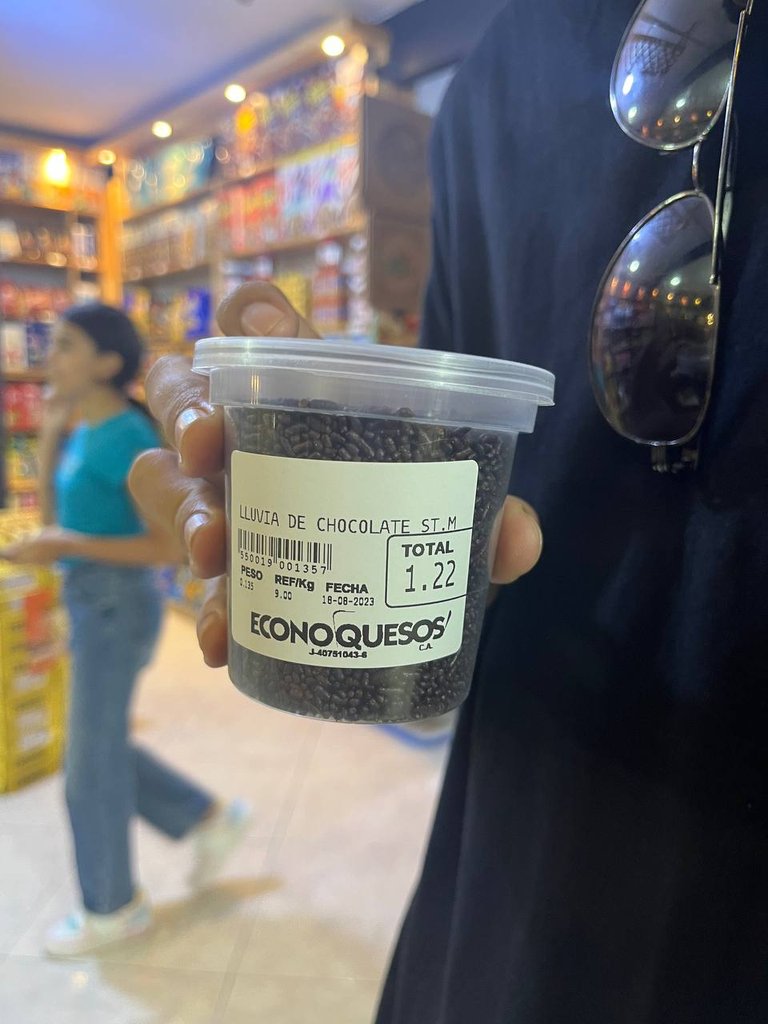 LLUVIA DE CHOCOLATE ST.M
590019 001357
TOTAL
1.22
PESO REF/Kg FECHA
0.135 9.00 18-08-2023
ECONOQUESOS
C.A.
J-40751043-6